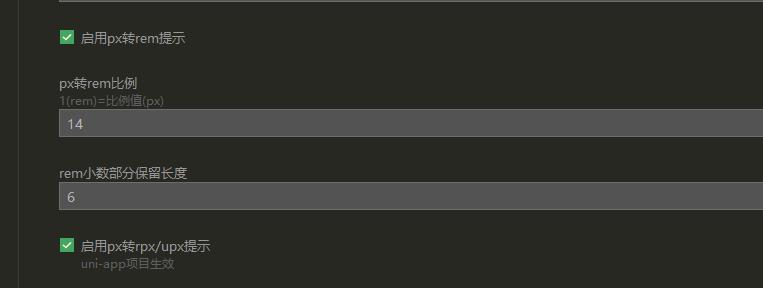 启用px转rem提示
px转rem比例
1(rem)=比例值(px)
14
rem小数部分保留长度
6
启用px转rpx/upx提示
uni-app项目生效